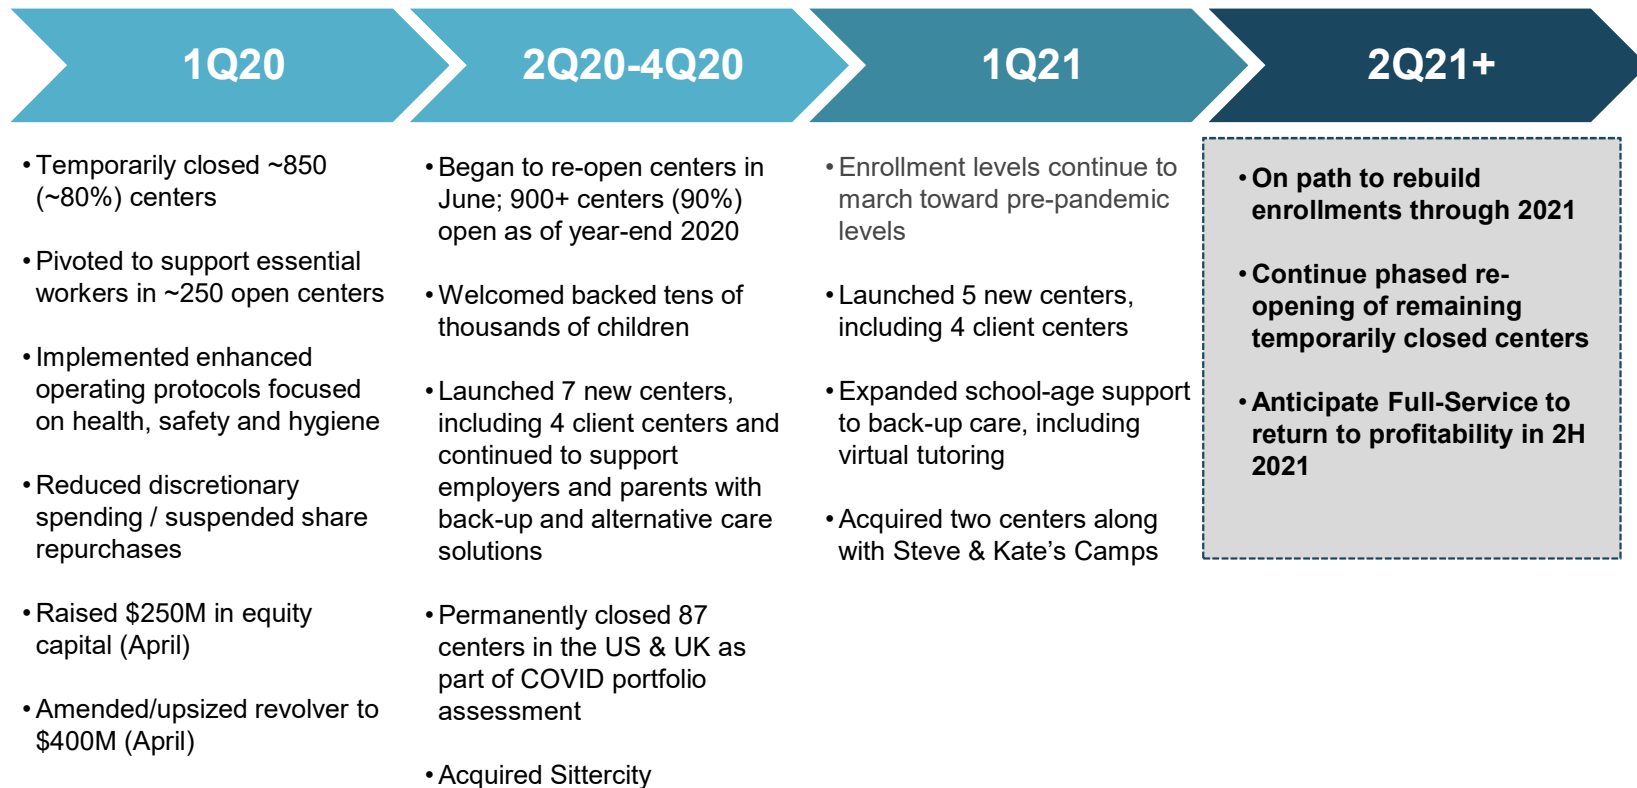 1Q20
2Q20-4Q20
1Q21
2Q21+
• Temporarily closed ~850
(~80%) centers
• Pivoted to support essential
workers in ~250 open centers
• Implemented enhanced
operating protocols focused
on health, safety and hygiene
• Reduced discretionary
spending / suspended share
repurchases
• Raised $250M in equity
capital (April)
• Amended/upsized revolver to
$400M (April)
• Began to re-open centers in
June; 900+ centers (90%)
open as of year-end 2020
• Welcomed backed tens of
thousands of children
• Launched 7 new centers,
including 4 client centers and
continued to support
employers and parents with
back-up and alternative care
solutions
• Permanently closed 87
centers in the US & UK as
part of COVID portfolio
assessment
• Acquired Sittercity
• Enrollment levels continue to
march toward pre-pandemic
levels
• Launched 5 new centers,
including 4 client centers
• Expanded school-age support
to back-up care, including
virtual tutoring
• Acquired two centers along
with Steve & Kate’s Camps
• On path to rebuild
enrollments through 2021
• Continue phased re-
opening of remaining
temporarily closed centers
• Anticipate Full-Service to
return to profitability in 2H
2021